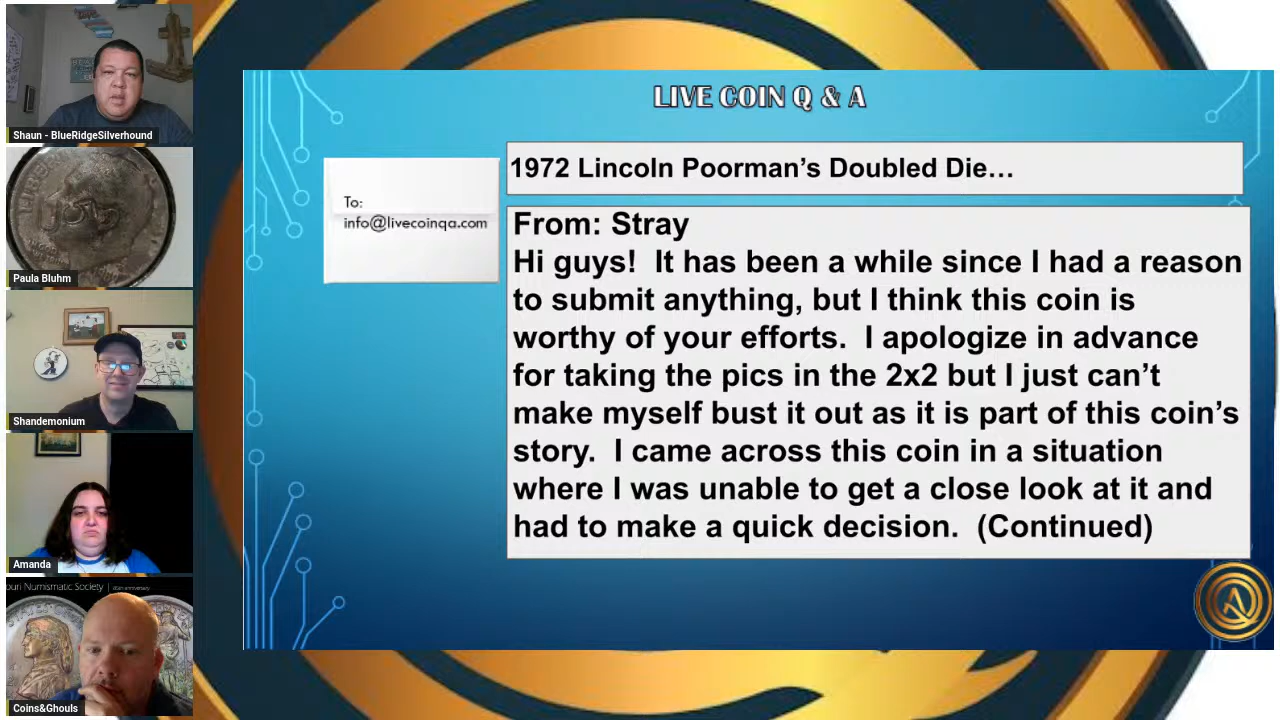 Shaun - BlueRidgeSilverhound
Paula Bluhm
Shandemonium
Amanda
ouri Numismatic Society |
Coins&Ghouls
LIVE COIN Q & A
To:
info@livecoinqa.com
1972 Lincoln Poorman’s Doubled Die…
From: Stray
Hi guys!  It has been a while since I had a reason
to submit anything, but I think this coin is
worthy of your efforts.  I apologize in advance
for taking the pics in the 2x2 but I just can’t
make myself bust it out as it is part of this coin’s
story.  I came across this coin in a situation
where I was unable to get a close look at it and
had to make a quick decision.  (Continued)